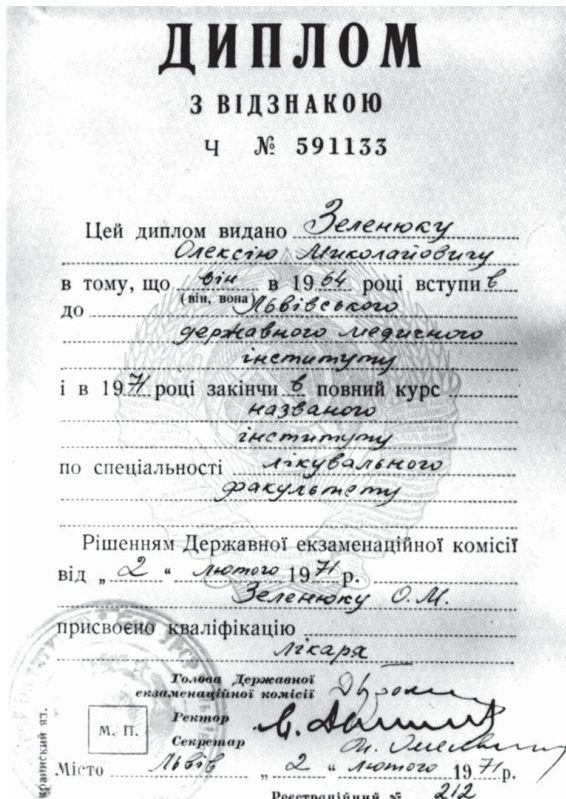 ДИПЛОМ
З ВІДЗНАКОЮ
Ч № 591133
Цей диплом видано Зеленюку
Олексію Миколайовичу
в тому, що він в 1964 році вступив
(він, вона)
до Львівського
державного медичного
інституту
і в 1971 році закінчив повний курс
названого
інституту
по спеціальності лікувального
факультету
Рішенням Державної екзаменаційної комісії
від „2“ лютого 1971 р.
Зеленюку О.М.
присвоєно кваліфікацію
лікаря
Голова Державної
екзаменаційної комісії
Ректор
М. П.
Секретар
Місто Львів „2“ лютого 1971 р.
Реєстраційний № 212